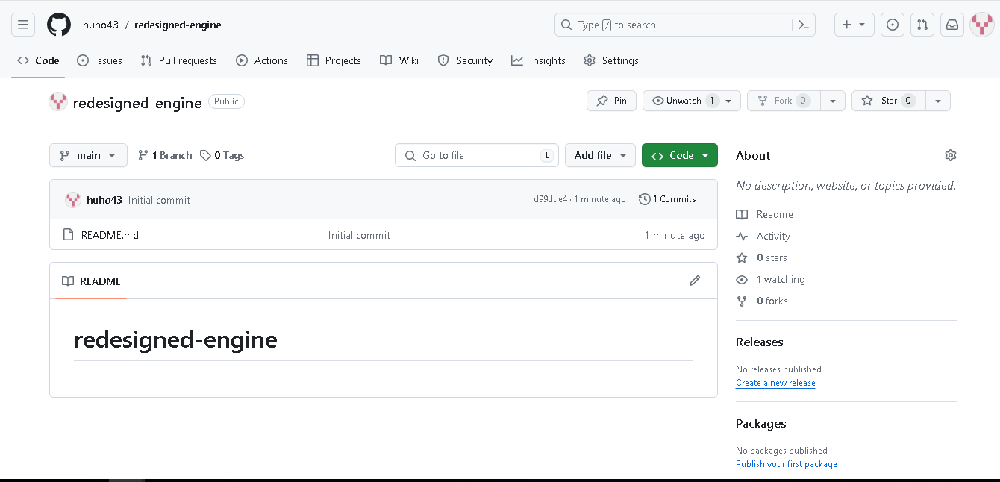 huho43 / redesigned-engine
Type / to search
Code
Issues
Pull requests
Actions
Projects
Wiki
Security
Insights
Settings
redesigned-engine Public
Pin
Unwatch 1
Fork 0
Star 0
main
1 Branch
0 Tags
Go to file t
Add file
Code
huho43 Initial commit
d99dde4 · 1 minute ago
1 Commits
README.md
Initial commit
1 minute ago
README
redesigned-engine
About
No description, website, or topics provided.
Readme
Activity
0 stars
1 watching
0 forks
Releases
No releases published
Create a new release
Packages
No packages published
Publish your first package